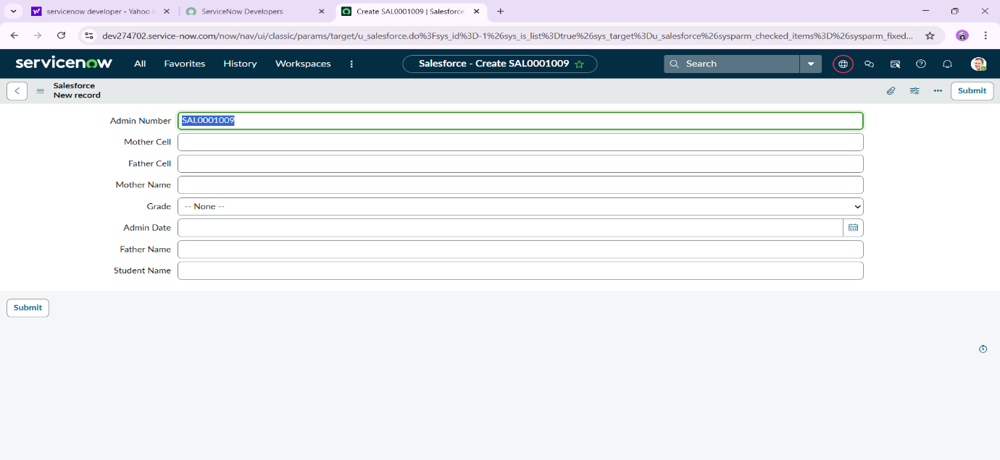 servicenow developer - Yahoo
ServiceNow Developers
Create SAL0001009 | Salesforce
dev274702.service-now.com/now/nav/ui/classic/params/target/u_salesforce.do%3Fsys_id%3D-1%26sys_is_list%3Dtrue%26sys_target%3Du_salesforce%26sysparm_checked_items%3D%26sysparm_fixed...
servicenow
All
Favorites
History
Workspaces
Salesforce - Create SAL0001009
Search
Salesforce
New record
Submit
Admin Number
SAL0001009
Mother Cell
Father Cell
Mother Name
Grade
-- None --
Admin Date
Father Name
Student Name
Submit